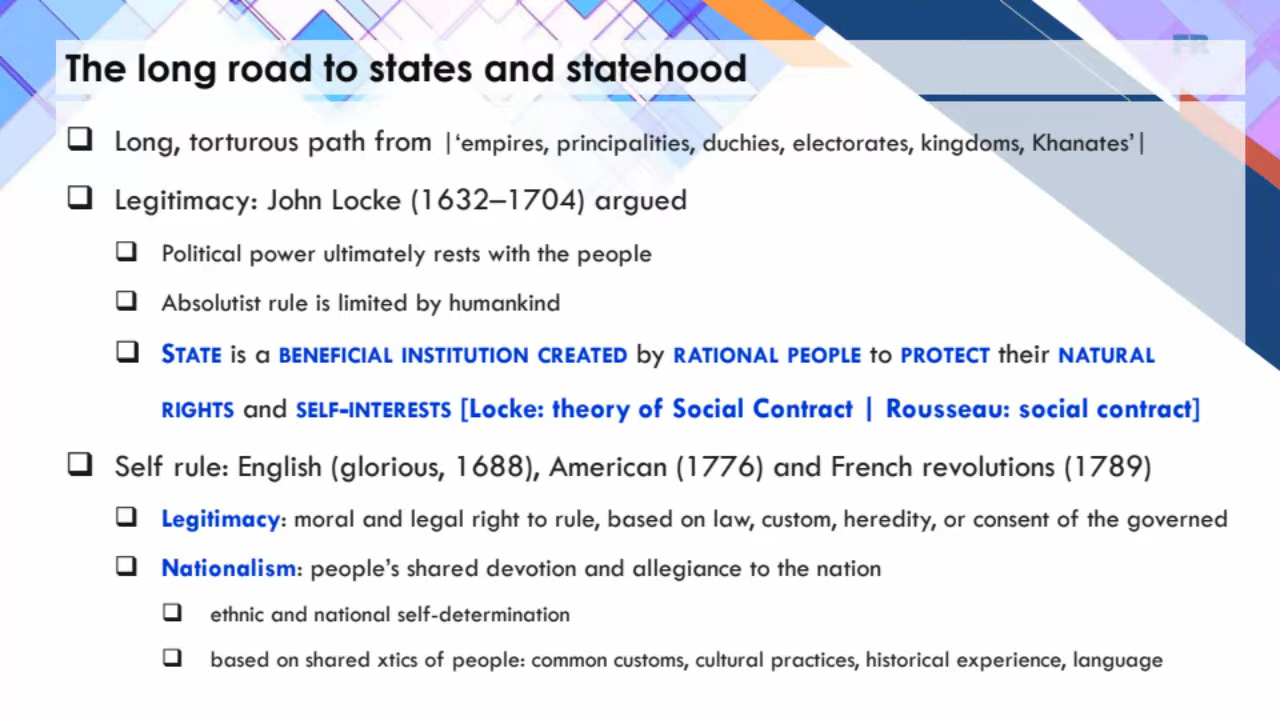 FR
The long road to states and statehood
❑ Long, torturous path from |‘empires, principalities, duchies, electorates, kingdoms, Khanates’|
❑ Legitimacy: John Locke (1632–1704) argued
❑ Political power ultimately rests with the people
❑ Absolutist rule is limited by humankind
❑ STATE is a BENEFICIAL INSTITUTION CREATED by RATIONAL PEOPLE to PROTECT their NATURAL
RIGHTS and SELF-INTERESTS [Locke: theory of Social Contract | Rousseau: social contract]
❑ Self rule: English (glorious, 1688), American (1776) and French revolutions (1789)
❑ Legitimacy: moral and legal right to rule, based on law, custom, heredity, or consent of the governed
❑ Nationalism: people’s shared devotion and allegiance to the nation
❑ ethnic and national self-determination
❑ based on shared xtics of people: common customs, cultural practices, historical experience, language